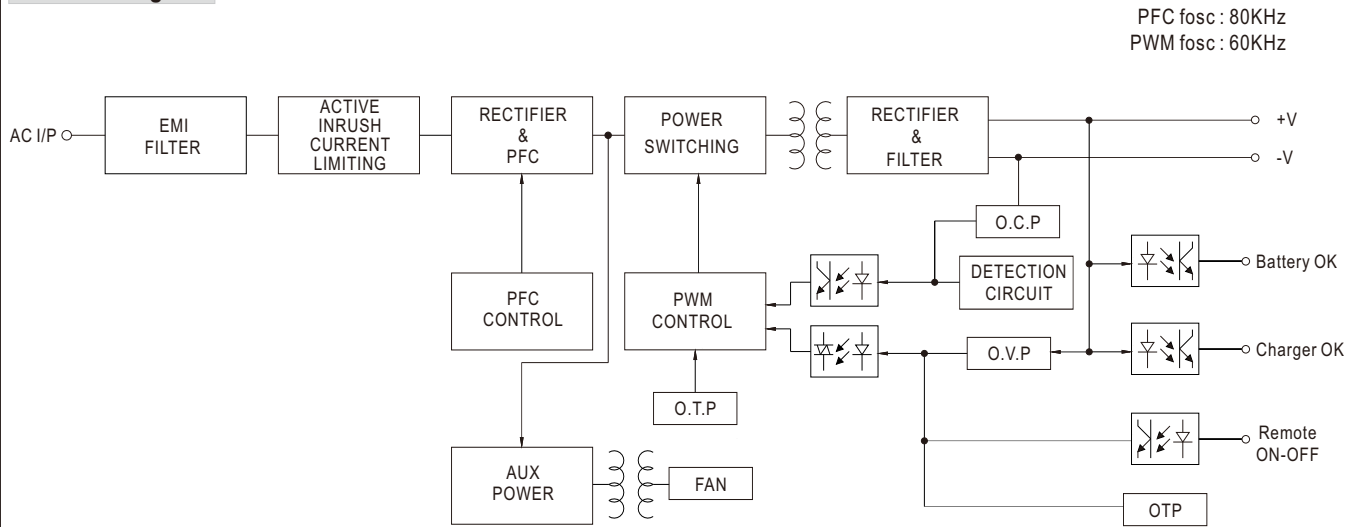 PFC fosc : 80KHz
PWM fosc : 60KHz
AC I/P
EMI
FILTER
ACTIVE
INRUSH
CURRENT
LIMITING
RECTIFIER
&
PFC
POWER
SWITCHING
RECTIFIER
&
FILTER
+V
-V
O.C.P
DETECTION
CIRCUIT
Battery OK
PFC
CONTROL
PWM
CONTROL
O.V.P
Charger OK
O.T.P
Remote
ON-OFF
AUX
POWER
FAN
OTP